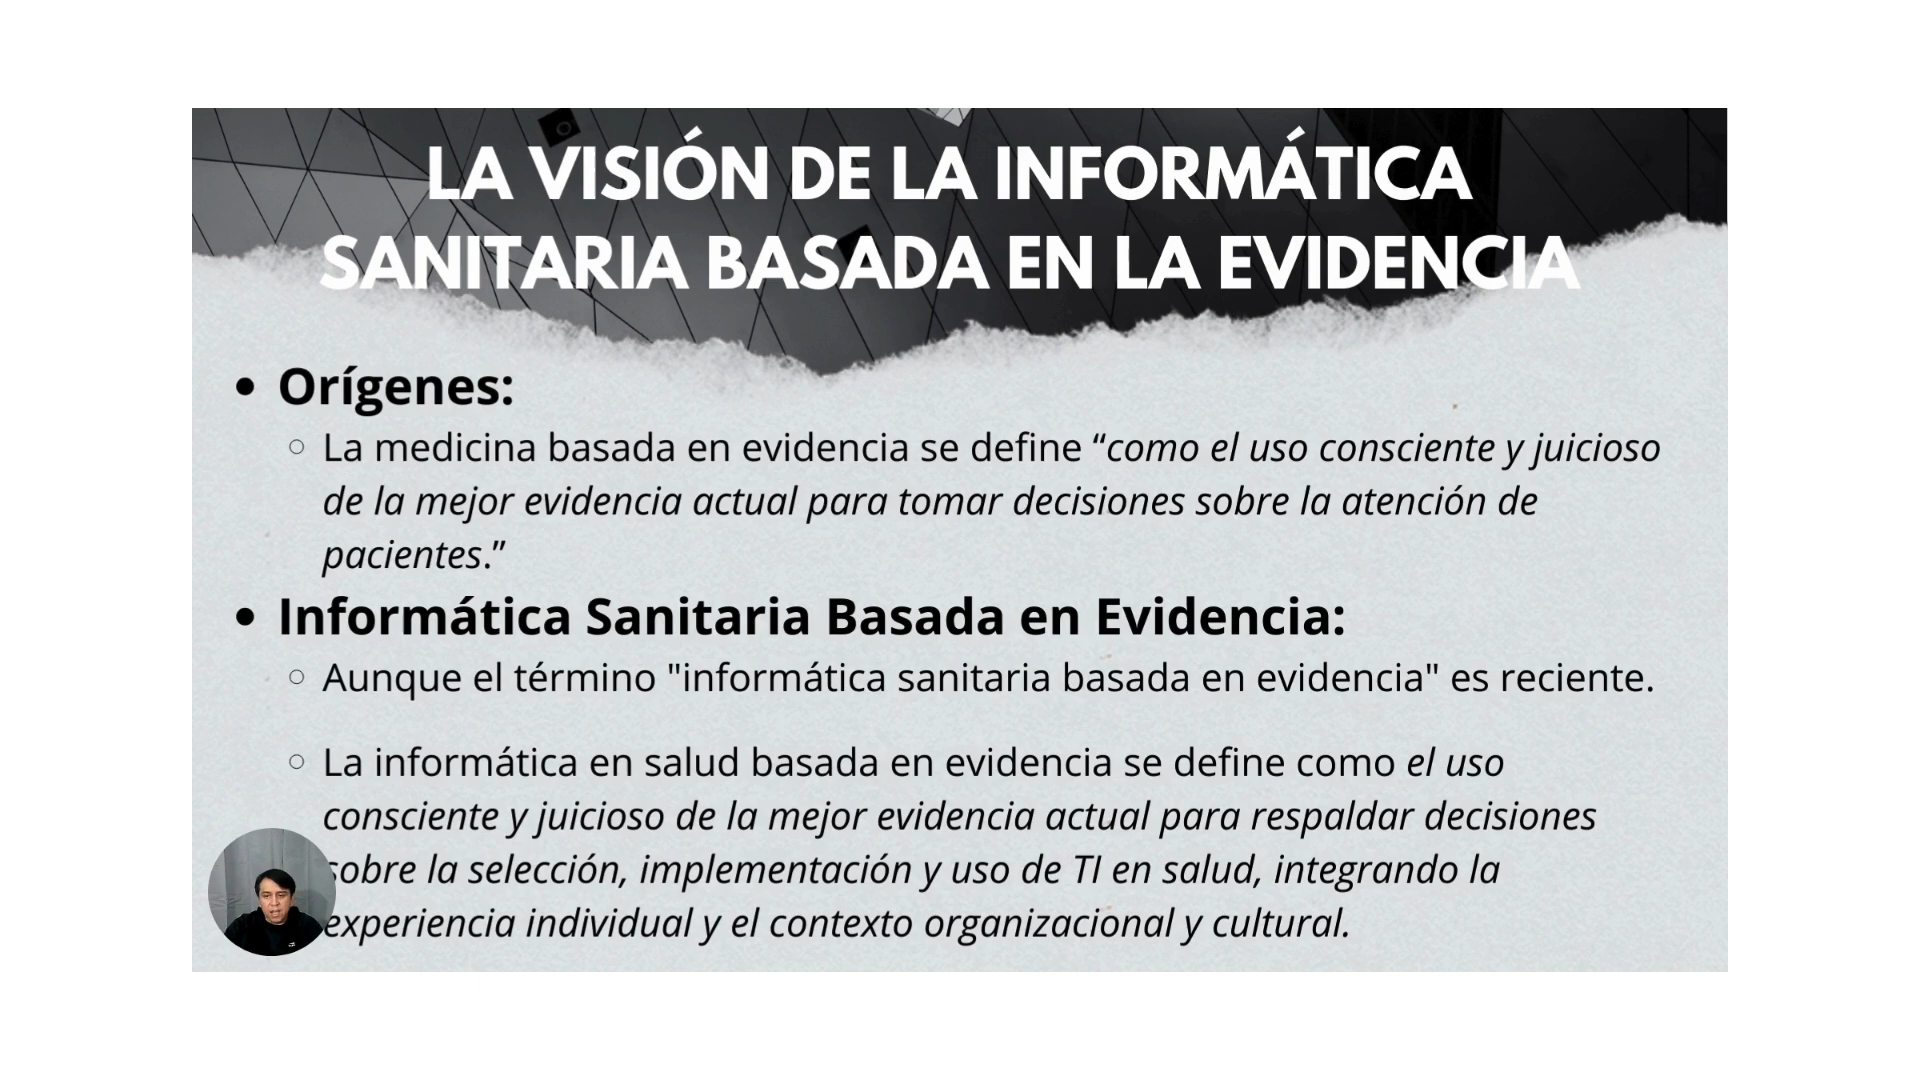 LA VISIÓN DE LA INFORMÁTICA
SANITARIA BASADA EN LA EVIDENCIA
• Orígenes:
○ La medicina basada en evidencia se define “como el uso consciente y juicioso
de la mejor evidencia actual para tomar decisiones sobre la atención de
pacientes.”
• Informática Sanitaria Basada en Evidencia:
○ Aunque el término "informática sanitaria basada en evidencia" es reciente.
○ La informática en salud basada en evidencia se define como el uso
consciente y juicioso de la mejor evidencia actual para respaldar decisiones
sobre la selección, implementación y uso de TI en salud, integrando la
experiencia individual y el contexto organizacional y cultural.